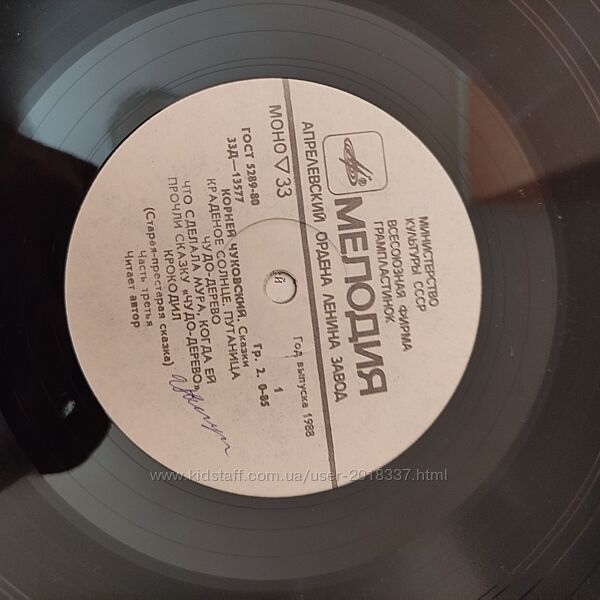 МИНИСТЕРСТВО
КУЛЬТУРЫ СССР
ВСЕСОЮЗНАЯ ФИРМА
ГРАМПЛАСТИНОК
МЕЛОДИЯ
АПРЕЛЕВСКИЙ ОРДЕНА ЛЕНИНА ЗАВОД
МОНО ▽ 33
Год выпуска 1988
ГОСТ 5289-80
33Д—13577
1
Гр. 2. 0-85
КОРНЕЙ ЧУКОВСКИЙ. Сказки
КРАДЕНОЕ СОЛНЦЕ. ПУТАНИЦА
ЧУДО-ДЕРЕВО
ЧТО СДЕЛАЛА МУРА, КОГДА ЕЙ
ПРОЧЛИ СКАЗКУ «ЧУДО-ДЕРЕВО»
КРОКОДИЛ
(Старая-престарая сказка)
Часть третья
Читает автор
www.kidstaff.com.ua/user-2018337.html